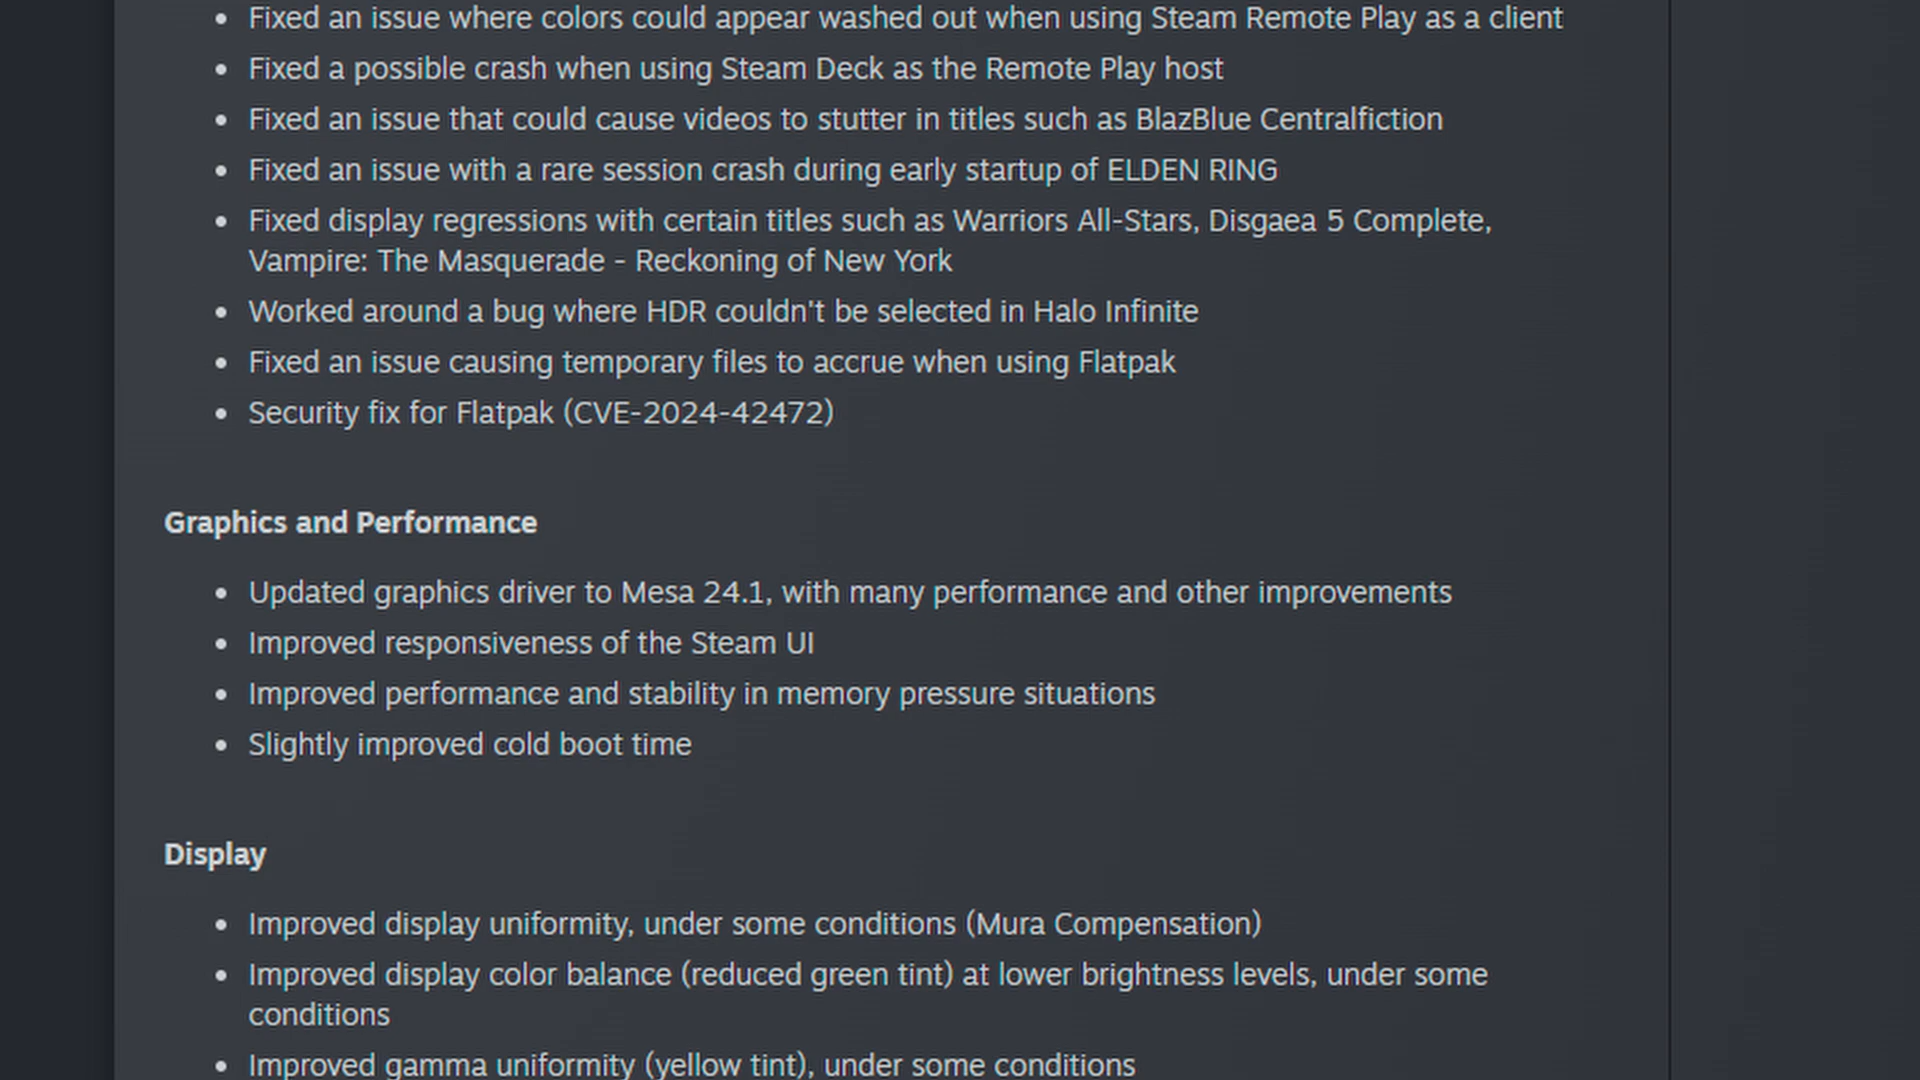 Fixed an issue where colors could appear washed out when using Steam Remote Play as a client
Fixed a possible crash when using Steam Deck as the Remote Play host
Fixed an issue that could cause videos to stutter in titles such as BlazBlue Centralfiction
Fixed an issue with a rare session crash during early startup of ELDEN RING
Fixed display regressions with certain titles such as Warriors All-Stars, Disgaea 5 Complete,
Vampire: The Masquerade - Reckoning of New York
Worked around a bug where HDR couldn't be selected in Halo Infinite
Fixed an issue causing temporary files to accrue when using Flatpak
Security fix for Flatpak (CVE-2024-42472)
Graphics and Performance
Updated graphics driver to Mesa 24.1, with many performance and other improvements
Improved responsiveness of the Steam UI
Improved performance and stability in memory pressure situations
Slightly improved cold boot time
Display
Improved display uniformity, under some conditions (Mura Compensation)
Improved display color balance (reduced green tint) at lower brightness levels, under some
conditions
Improved gamma uniformity (yellow tint), under some conditions